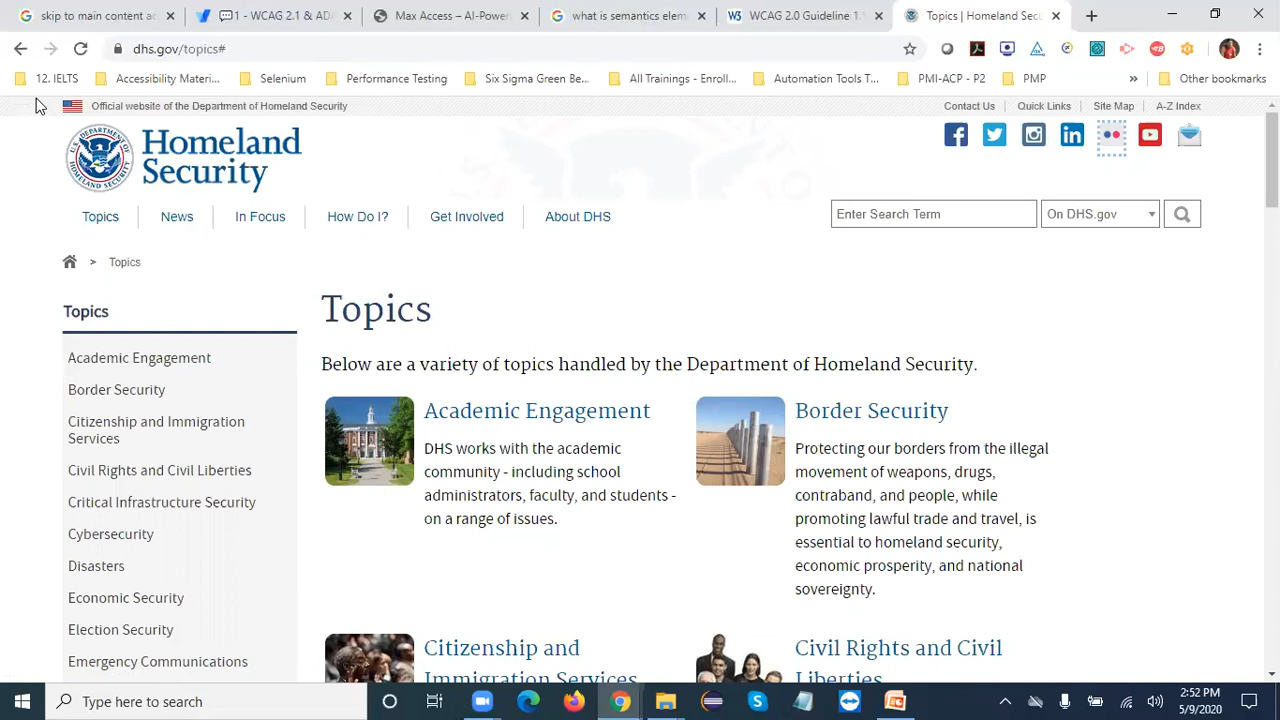 skip to main content a
1 - WCAG 2.1 & ADA
Max Access – AI-Power
what is semantics elem
WCAG 2.0 Guideline 1.1
Topics | Homeland Secu
dhs.gov/topics#
12. IELTS
Accessibility Materi...
Selenium
Performance Testing
Six Sigma Green Be...
All Trainings - Enroll...
Automation Tools T...
PMI-ACP - P2
PMP
Other bookmarks
Official website of the Department of Homeland Security
Contact Us
Quick Links
Site Map
A-Z Index
Homeland
Security
Topics
News
In Focus
How Do I?
Get Involved
About DHS
Enter Search Term
On DHS.gov
> Topics
Topics
Academic Engagement
Border Security
Citizenship and Immigration
Services
Civil Rights and Civil Liberties
Critical Infrastructure Security
Cybersecurity
Disasters
Economic Security
Election Security
Emergency Communications
Topics
Below are a variety of topics handled by the Department of Homeland Security.
Academic Engagement
DHS works with the academic
community - including school
administrators, faculty, and students -
on a range of issues.
Border Security
Protecting our borders from the illegal
movement of weapons, drugs,
contraband, and people, while
promoting lawful trade and travel, is
essential to homeland security,
economic prosperity, and national
sovereignty.
Citizenship and
Immigration Services
Civil Rights and Civil
Liberties
Type here to search
2:52 PM
5/9/2020